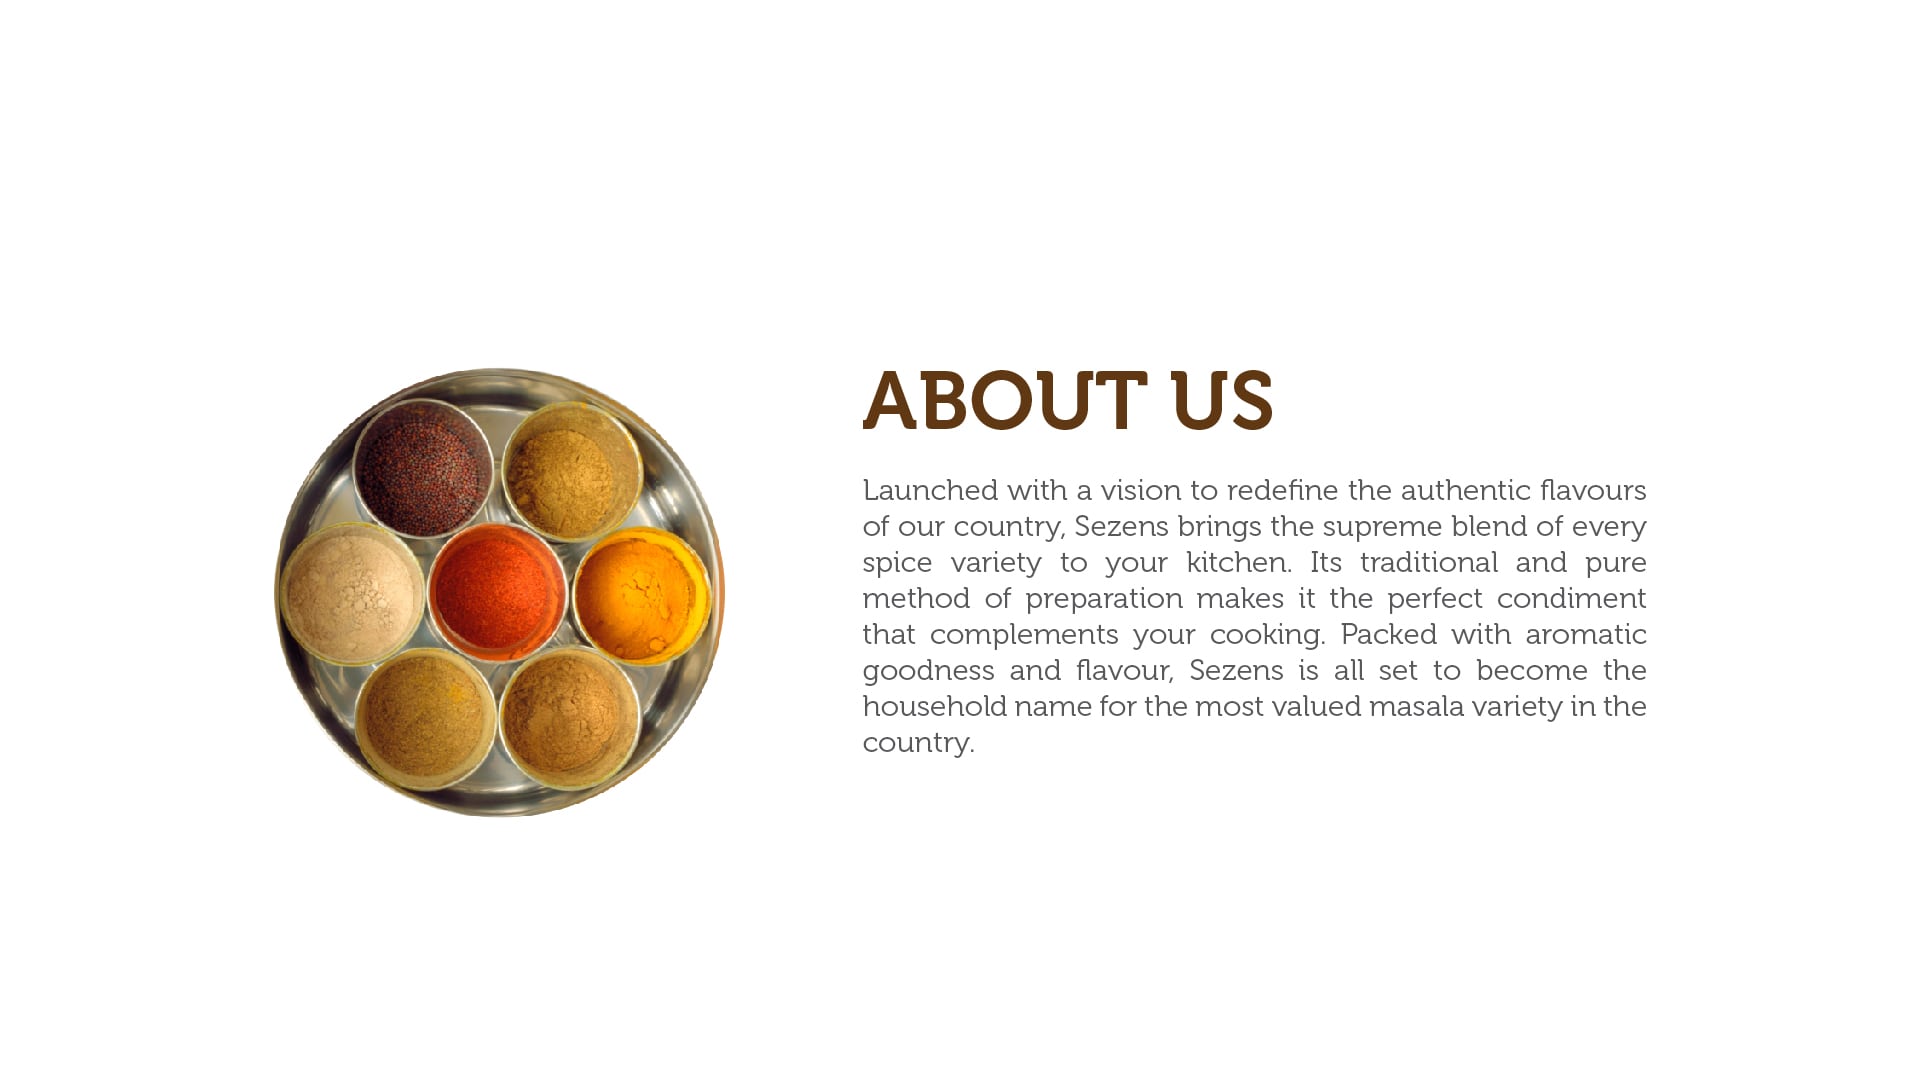 ABOUT US
Launched with a vision to redefine the authentic flavours
of our country, Sezens brings the supreme blend of every
spice variety to your kitchen. Its traditional and pure
method of preparation makes it the perfect condiment
that complements your cooking. Packed with aromatic
goodness and flavour, Sezens is all set to become the
household name for the most valued masala variety in the
country.